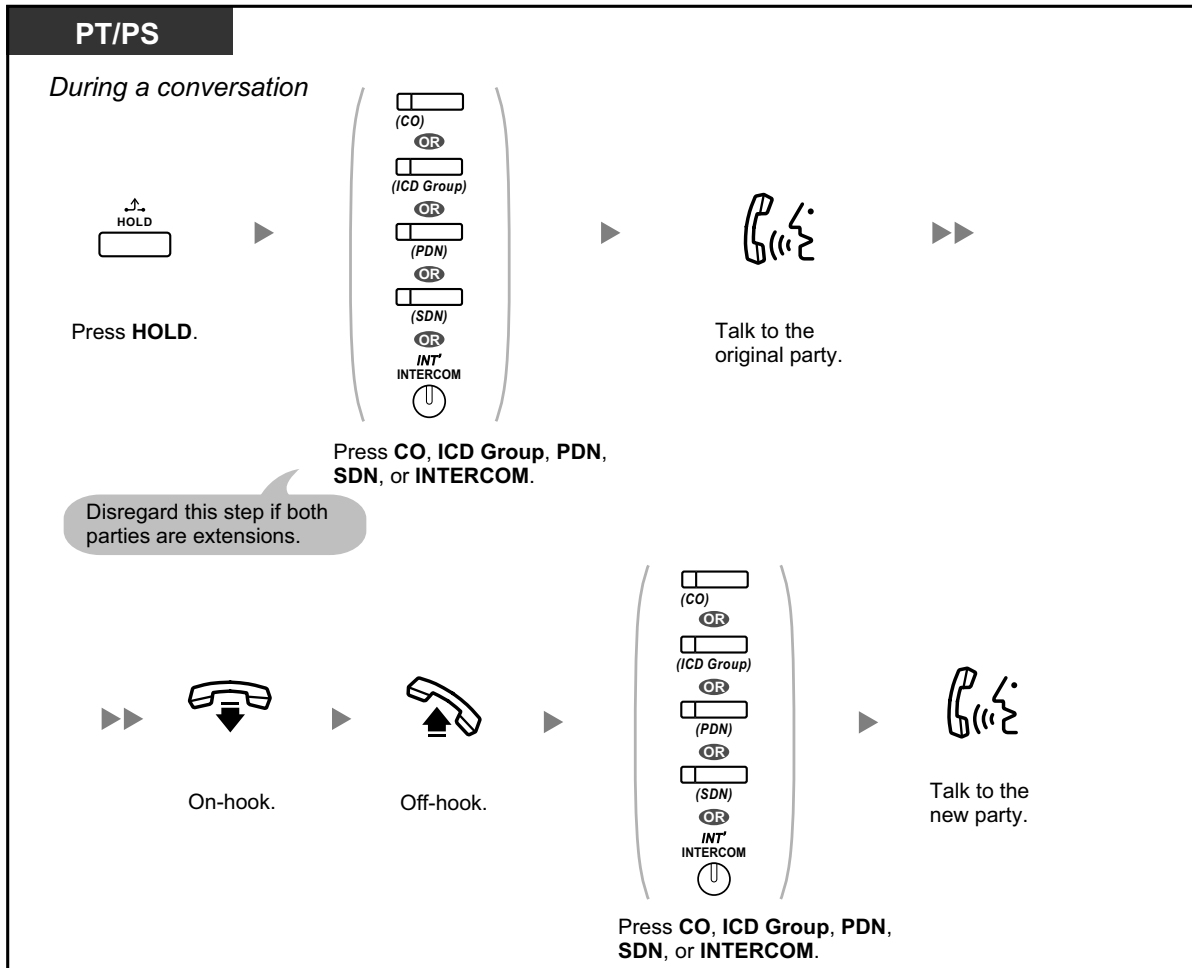 PT/PS
During a conversation
HOLD
Press HOLD.
(CO)
OR
(ICD Group)
OR
(PDN)
OR
(SDN)
OR
INT'
INTERCOM
Press CO, ICD Group, PDN,
SDN, or INTERCOM.
Disregard this step if both
parties are extensions.
Talk to the
original party.
On-hook.
Off-hook.
(CO)
OR
(ICD Group)
OR
(PDN)
OR
(SDN)
OR
INT'
INTERCOM
Press CO, ICD Group, PDN,
SDN, or INTERCOM.
Talk to the
new party.